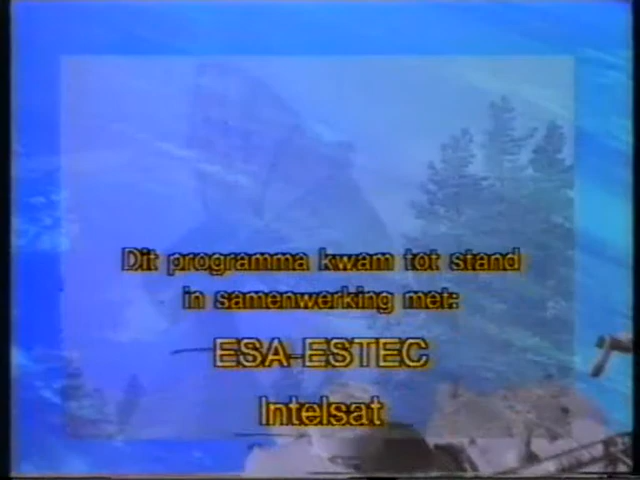 Dit programma kwam tot stand
in samenwerking met:
ESA-ESTEC
Intelsat